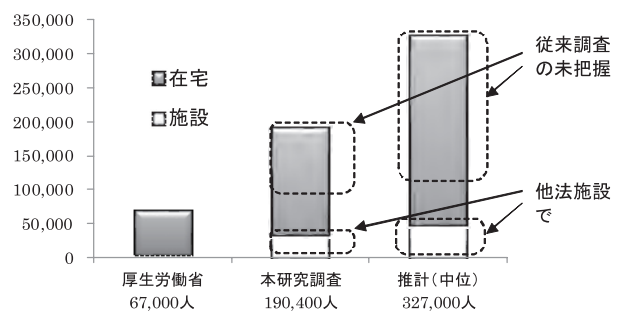 350,000
300,000
250,000
200,000
150,000
100,000
50,000
0
在宅
施設
従来調査
の未把握
他法施設
で
厚生労働省
67,000人
本研究調査
190,400人
推計(中位)
327,000人